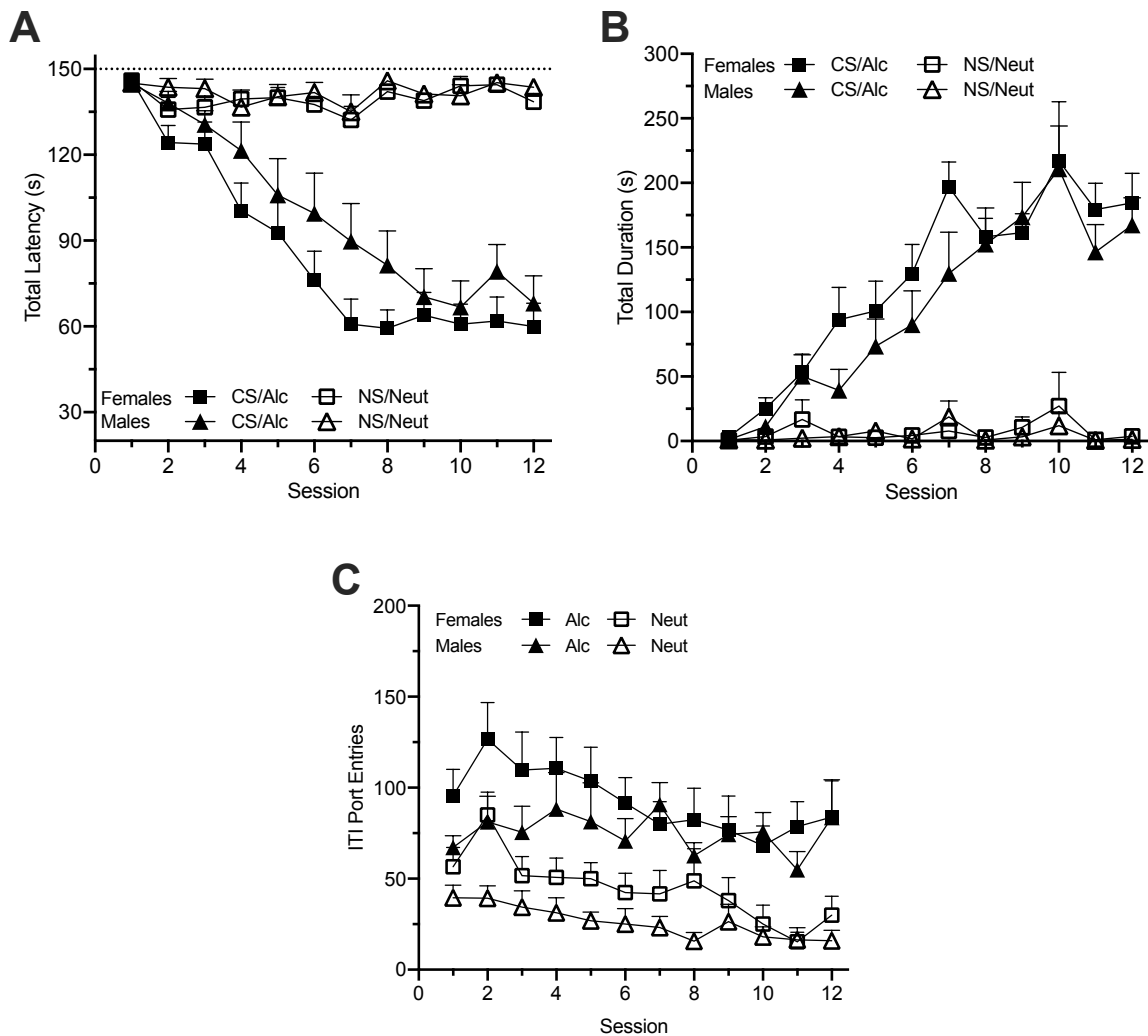 A
B
Total Latency (s)
150
120
90
60
30
Females CS/Alc NS/Neut
Males CS/Alc NS/Neut
0 2 4 6 8 10 12
Session
Total Duration (s)
300
250
200
150
100
50
0
Females CS/Alc NS/Neut
Males CS/Alc NS/Neut
0 2 4 6 8 10 12
Session
C
ITI Port Entries
200
150
100
50
0
Females Alc Neut
Males Alc Neut
0 2 4 6 8 10 12
Session